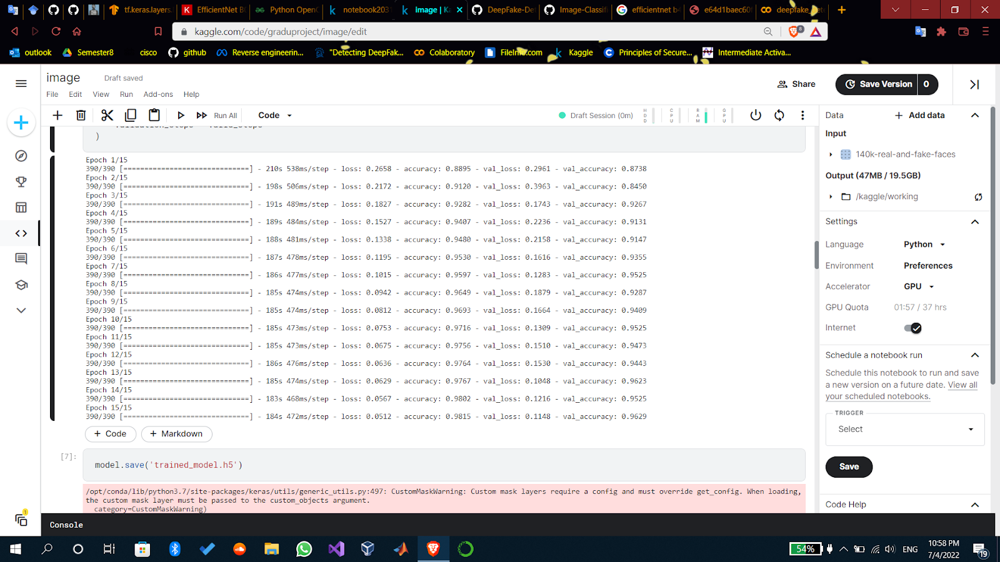 tf.keras.layers.
EfficientNet B
Python Open
notebook203
image | Ka
DeepFake-De
Image-Classifi
efficientnet b4
e64d1baec60
deepfake_
kaggle.com/code/graduproject/image/edit
8
outlook
Semester8
cisco
github
Reverse engineerin...
"Detecting DeepFak...
Colaboratory
FileInfo.com
Kaggle
Principles of Secure...
Intermediate Activa...
image
Draft saved
File Edit View Run Add-ons Help
Share
Save Version 0
Run All
Code
Draft Session (0m)
HDD
CPU
RAM
GPU
validation_steps = valid_steps
)
Epoch 1/15
390/390 [==============================] - 210s 538ms/step - loss: 0.2658 - accuracy: 0.8895 - val_loss: 0.2961 - val_accuracy: 0.8738
Epoch 2/15
390/390 [==============================] - 198s 506ms/step - loss: 0.2172 - accuracy: 0.9120 - val_loss: 0.3963 - val_accuracy: 0.8450
Epoch 3/15
390/390 [==============================] - 191s 489ms/step - loss: 0.1827 - accuracy: 0.9282 - val_loss: 0.1743 - val_accuracy: 0.9267
Epoch 4/15
390/390 [==============================] - 189s 484ms/step - loss: 0.1527 - accuracy: 0.9407 - val_loss: 0.2236 - val_accuracy: 0.9131
Epoch 5/15
390/390 [==============================] - 188s 481ms/step - loss: 0.1338 - accuracy: 0.9480 - val_loss: 0.2158 - val_accuracy: 0.9147
Epoch 6/15
390/390 [==============================] - 187s 478ms/step - loss: 0.1195 - accuracy: 0.9530 - val_loss: 0.1616 - val_accuracy: 0.9355
Epoch 7/15
390/390 [==============================] - 186s 477ms/step - loss: 0.1015 - accuracy: 0.9597 - val_loss: 0.1283 - val_accuracy: 0.9525
Epoch 8/15
390/390 [==============================] - 185s 474ms/step - loss: 0.0942 - accuracy: 0.9649 - val_loss: 0.1879 - val_accuracy: 0.9287
Epoch 9/15
390/390 [==============================] - 185s 474ms/step - loss: 0.0812 - accuracy: 0.9693 - val_loss: 0.1664 - val_accuracy: 0.9409
Epoch 10/15
390/390 [==============================] - 185s 473ms/step - loss: 0.0753 - accuracy: 0.9716 - val_loss: 0.1309 - val_accuracy: 0.9525
Epoch 11/15
390/390 [==============================] - 185s 473ms/step - loss: 0.0675 - accuracy: 0.9756 - val_loss: 0.1510 - val_accuracy: 0.9473
Epoch 12/15
390/390 [==============================] - 186s 476ms/step - loss: 0.0636 - accuracy: 0.9764 - val_loss: 0.1530 - val_accuracy: 0.9443
Epoch 13/15
390/390 [==============================] - 185s 474ms/step - loss: 0.0629 - accuracy: 0.9767 - val_loss: 0.1048 - val_accuracy: 0.9623
Epoch 14/15
390/390 [==============================] - 183s 468ms/step - loss: 0.0567 - accuracy: 0.9802 - val_loss: 0.1216 - val_accuracy: 0.9525
Epoch 15/15
390/390 [==============================] - 184s 472ms/step - loss: 0.0512 - accuracy: 0.9815 - val_loss: 0.1148 - val_accuracy: 0.9629
+ Code
+ Markdown
[7]:
model.save('trained_model.h5')
/opt/conda/lib/python3.7/site-packages/keras/utils/generic_utils.py:497: CustomMaskWarning: Custom mask layers require a config and must override get_config. When loading,
the custom mask layer must be passed to the custom_objects argument.
category=CustomMaskWarning)
Console
Data
+ Add data
Input
140k-real-and-fake-faces
Output (47MB / 19.5GB)
/kaggle/working
Settings
Language Python
Environment Preferences
Accelerator GPU
GPU Quota 01:57 / 37 hrs
Internet
Schedule a notebook run
Schedule this notebook to run and save
a new version on a future date. View all
your scheduled notebooks.
TRIGGER
Select
Save
Code Help
1
54%
ENG
10:58 PM
7/4/2022
19